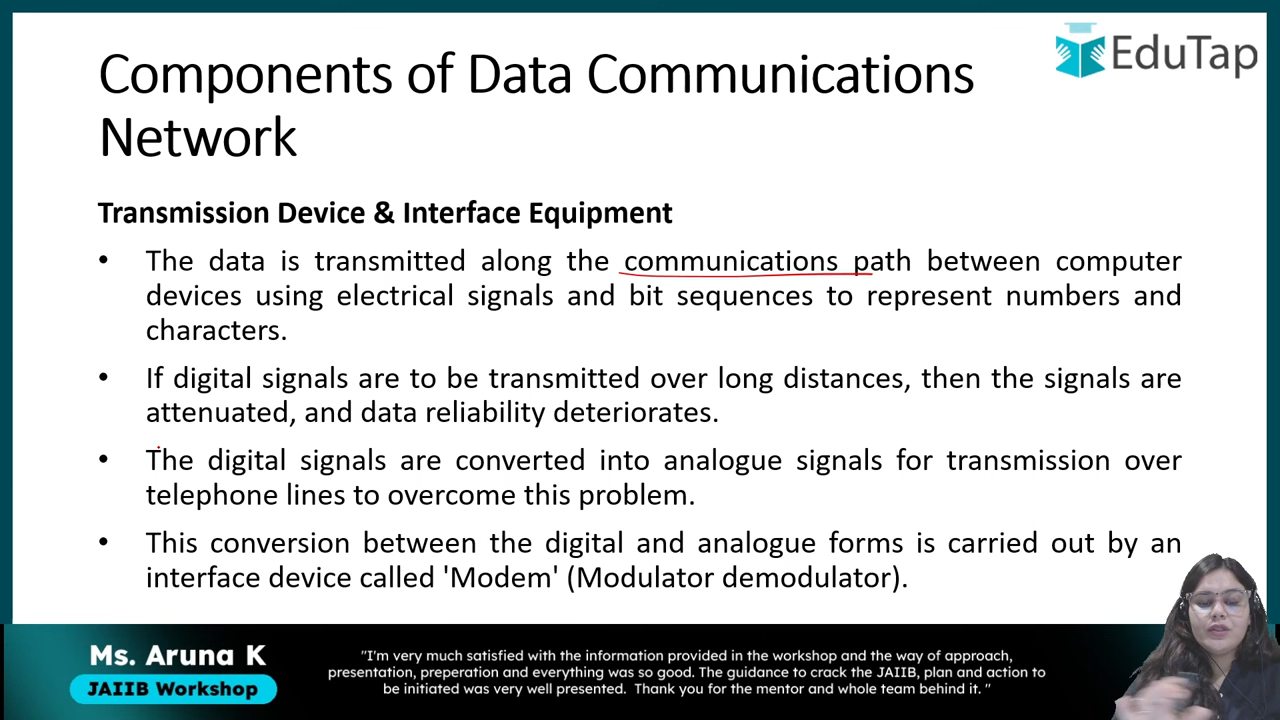 EduTap
Components of Data Communications
Network
Transmission Device & Interface Equipment
• The data is transmitted along the communications path between computer
devices using electrical signals and bit sequences to represent numbers and
characters.
• If digital signals are to be transmitted over long distances, then the signals are
attenuated, and data reliability deteriorates.
• The digital signals are converted into analogue signals for transmission over
telephone lines to overcome this problem.
• This conversion between the digital and analogue forms is carried out by an
interface device called 'Modem' (Modulator demodulator).
Ms. Aruna K
JAIIB Workshop
"I'm very much satisfied with the information provided in the workshop and the way of approach,
presentation, preperation and everything was so good. The guidance to crack the JAIIB, plan and action to
be initiated was very well presented. Thank you for the mentor and whole team behind it. "